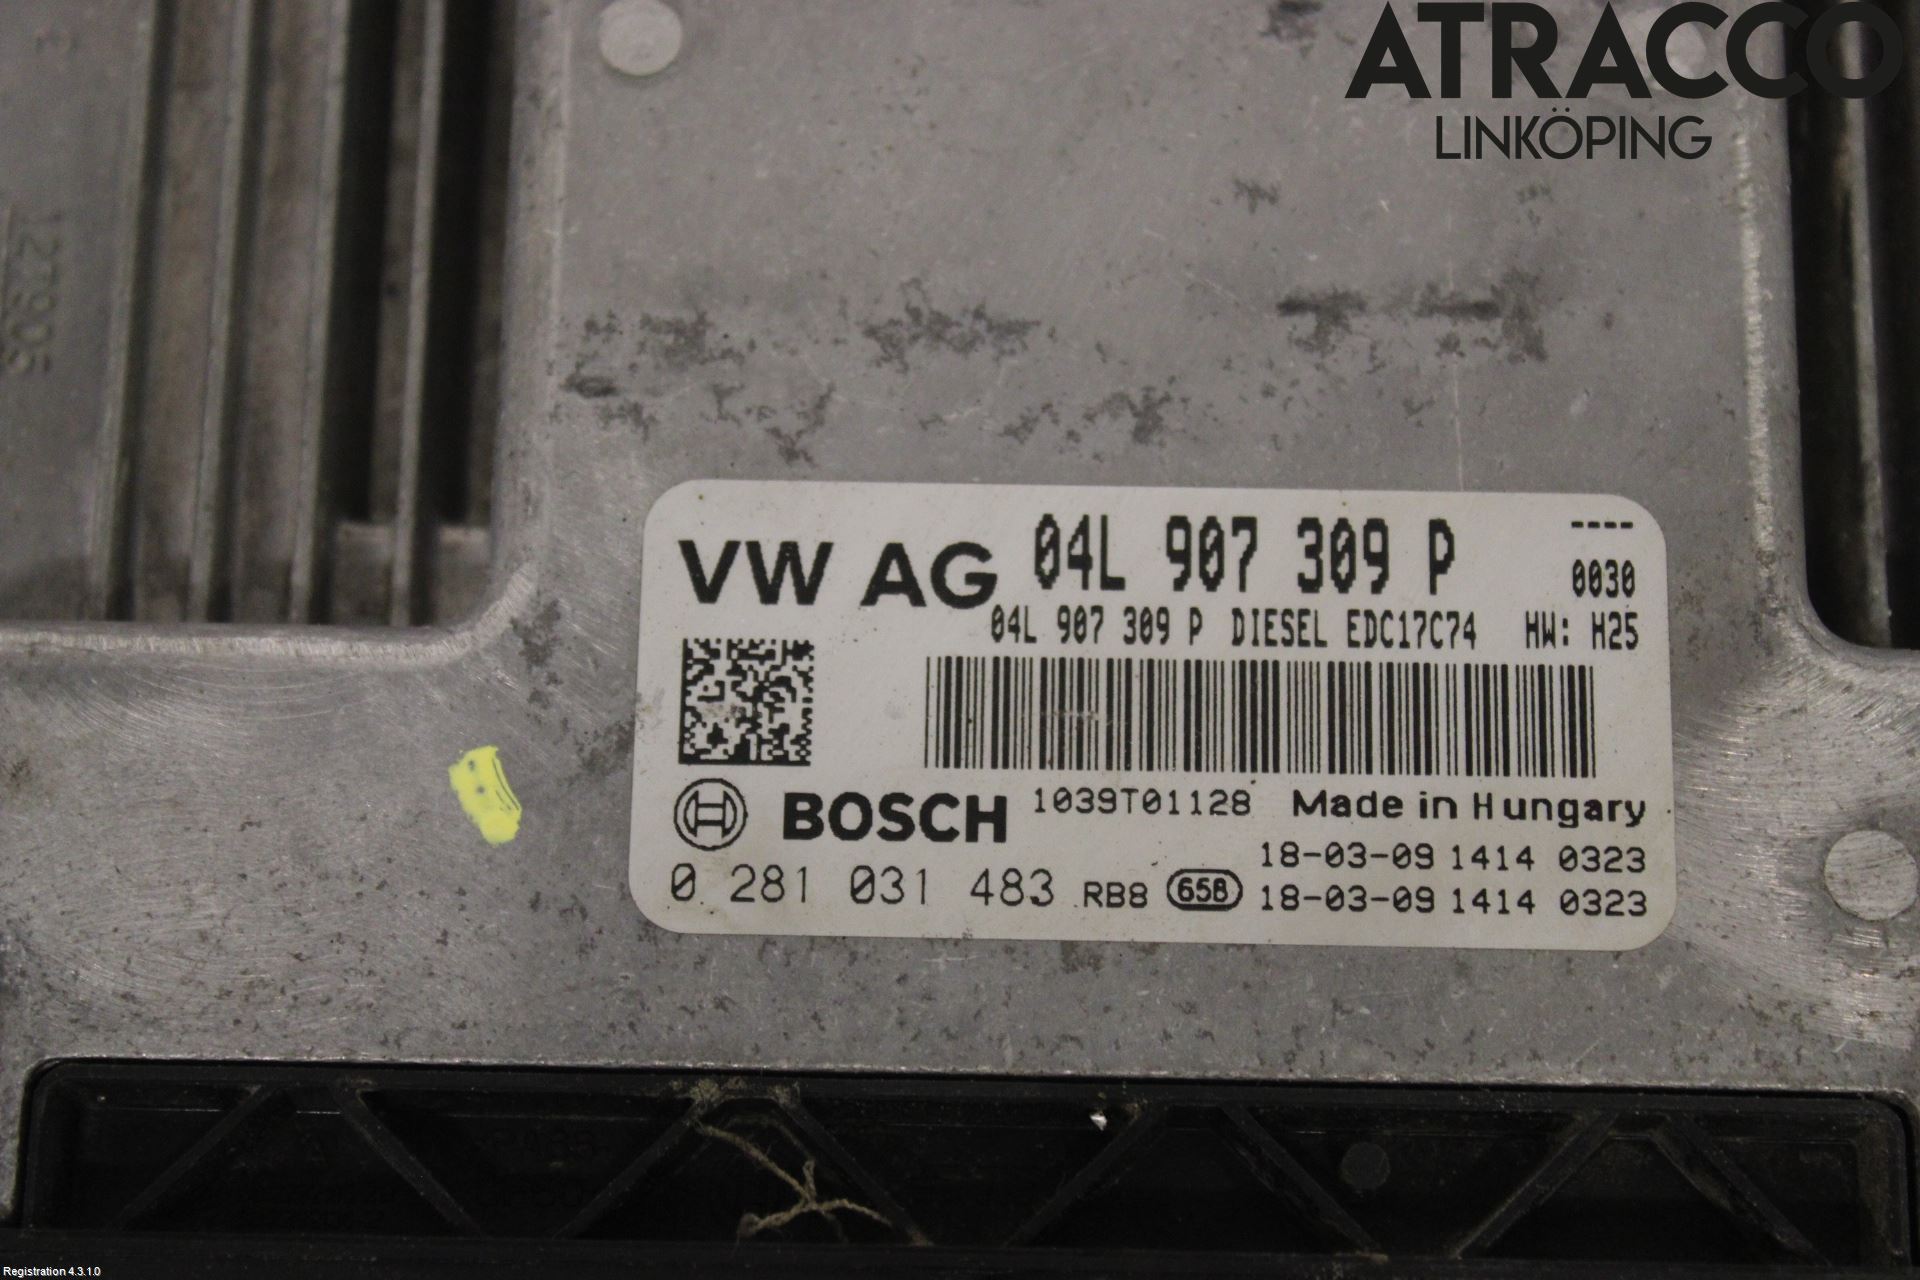 ATRACCO
LINKÖPING
127905
VW AG 04L 907 309 P ----
0030
04L 907 309 P DIESEL EDC17C74 HW: H25
BOSCH 1039T01128 Made in Hungary
0 281 031 483 RB8 65B 18-03-09 1414 0323
18-03-09 1414 0323
Registration 4.3.1.0